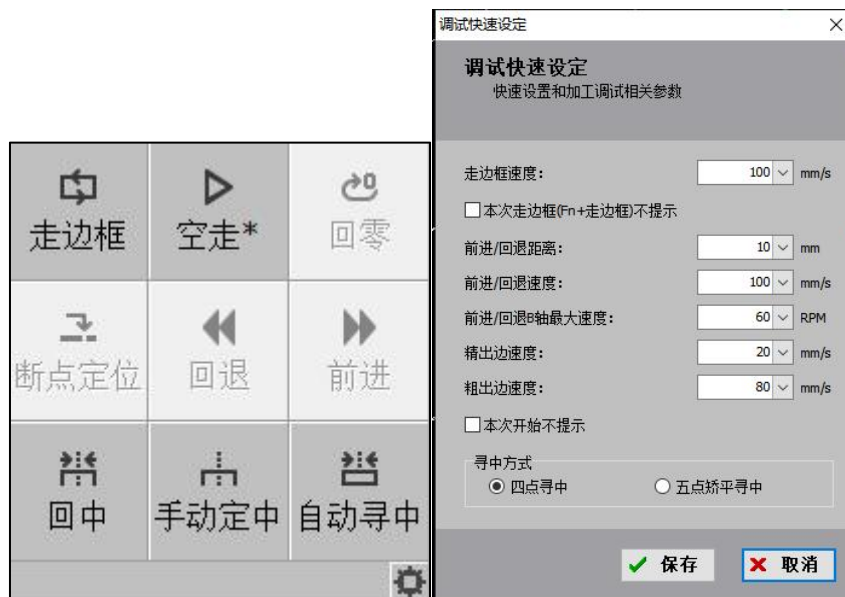 走边框 空走* 回零
断点定位 回退 前进
回中 手动定中 自动寻中
调试快速设定
调试快速设定
快速设置和加工调试相关参数
走边框速度： 100 mm/s
本次走边框(Fn+走边框)不提示
前进/回退距离： 10 mm
前进/回退速度： 100 mm/s
前进/回退B轴最大速度： 60 RPM
精出边速度： 20 mm/s
粗出边速度： 80 mm/s
本次开始不提示
寻中方式
四点寻中 五点矫平寻中
保存 取消